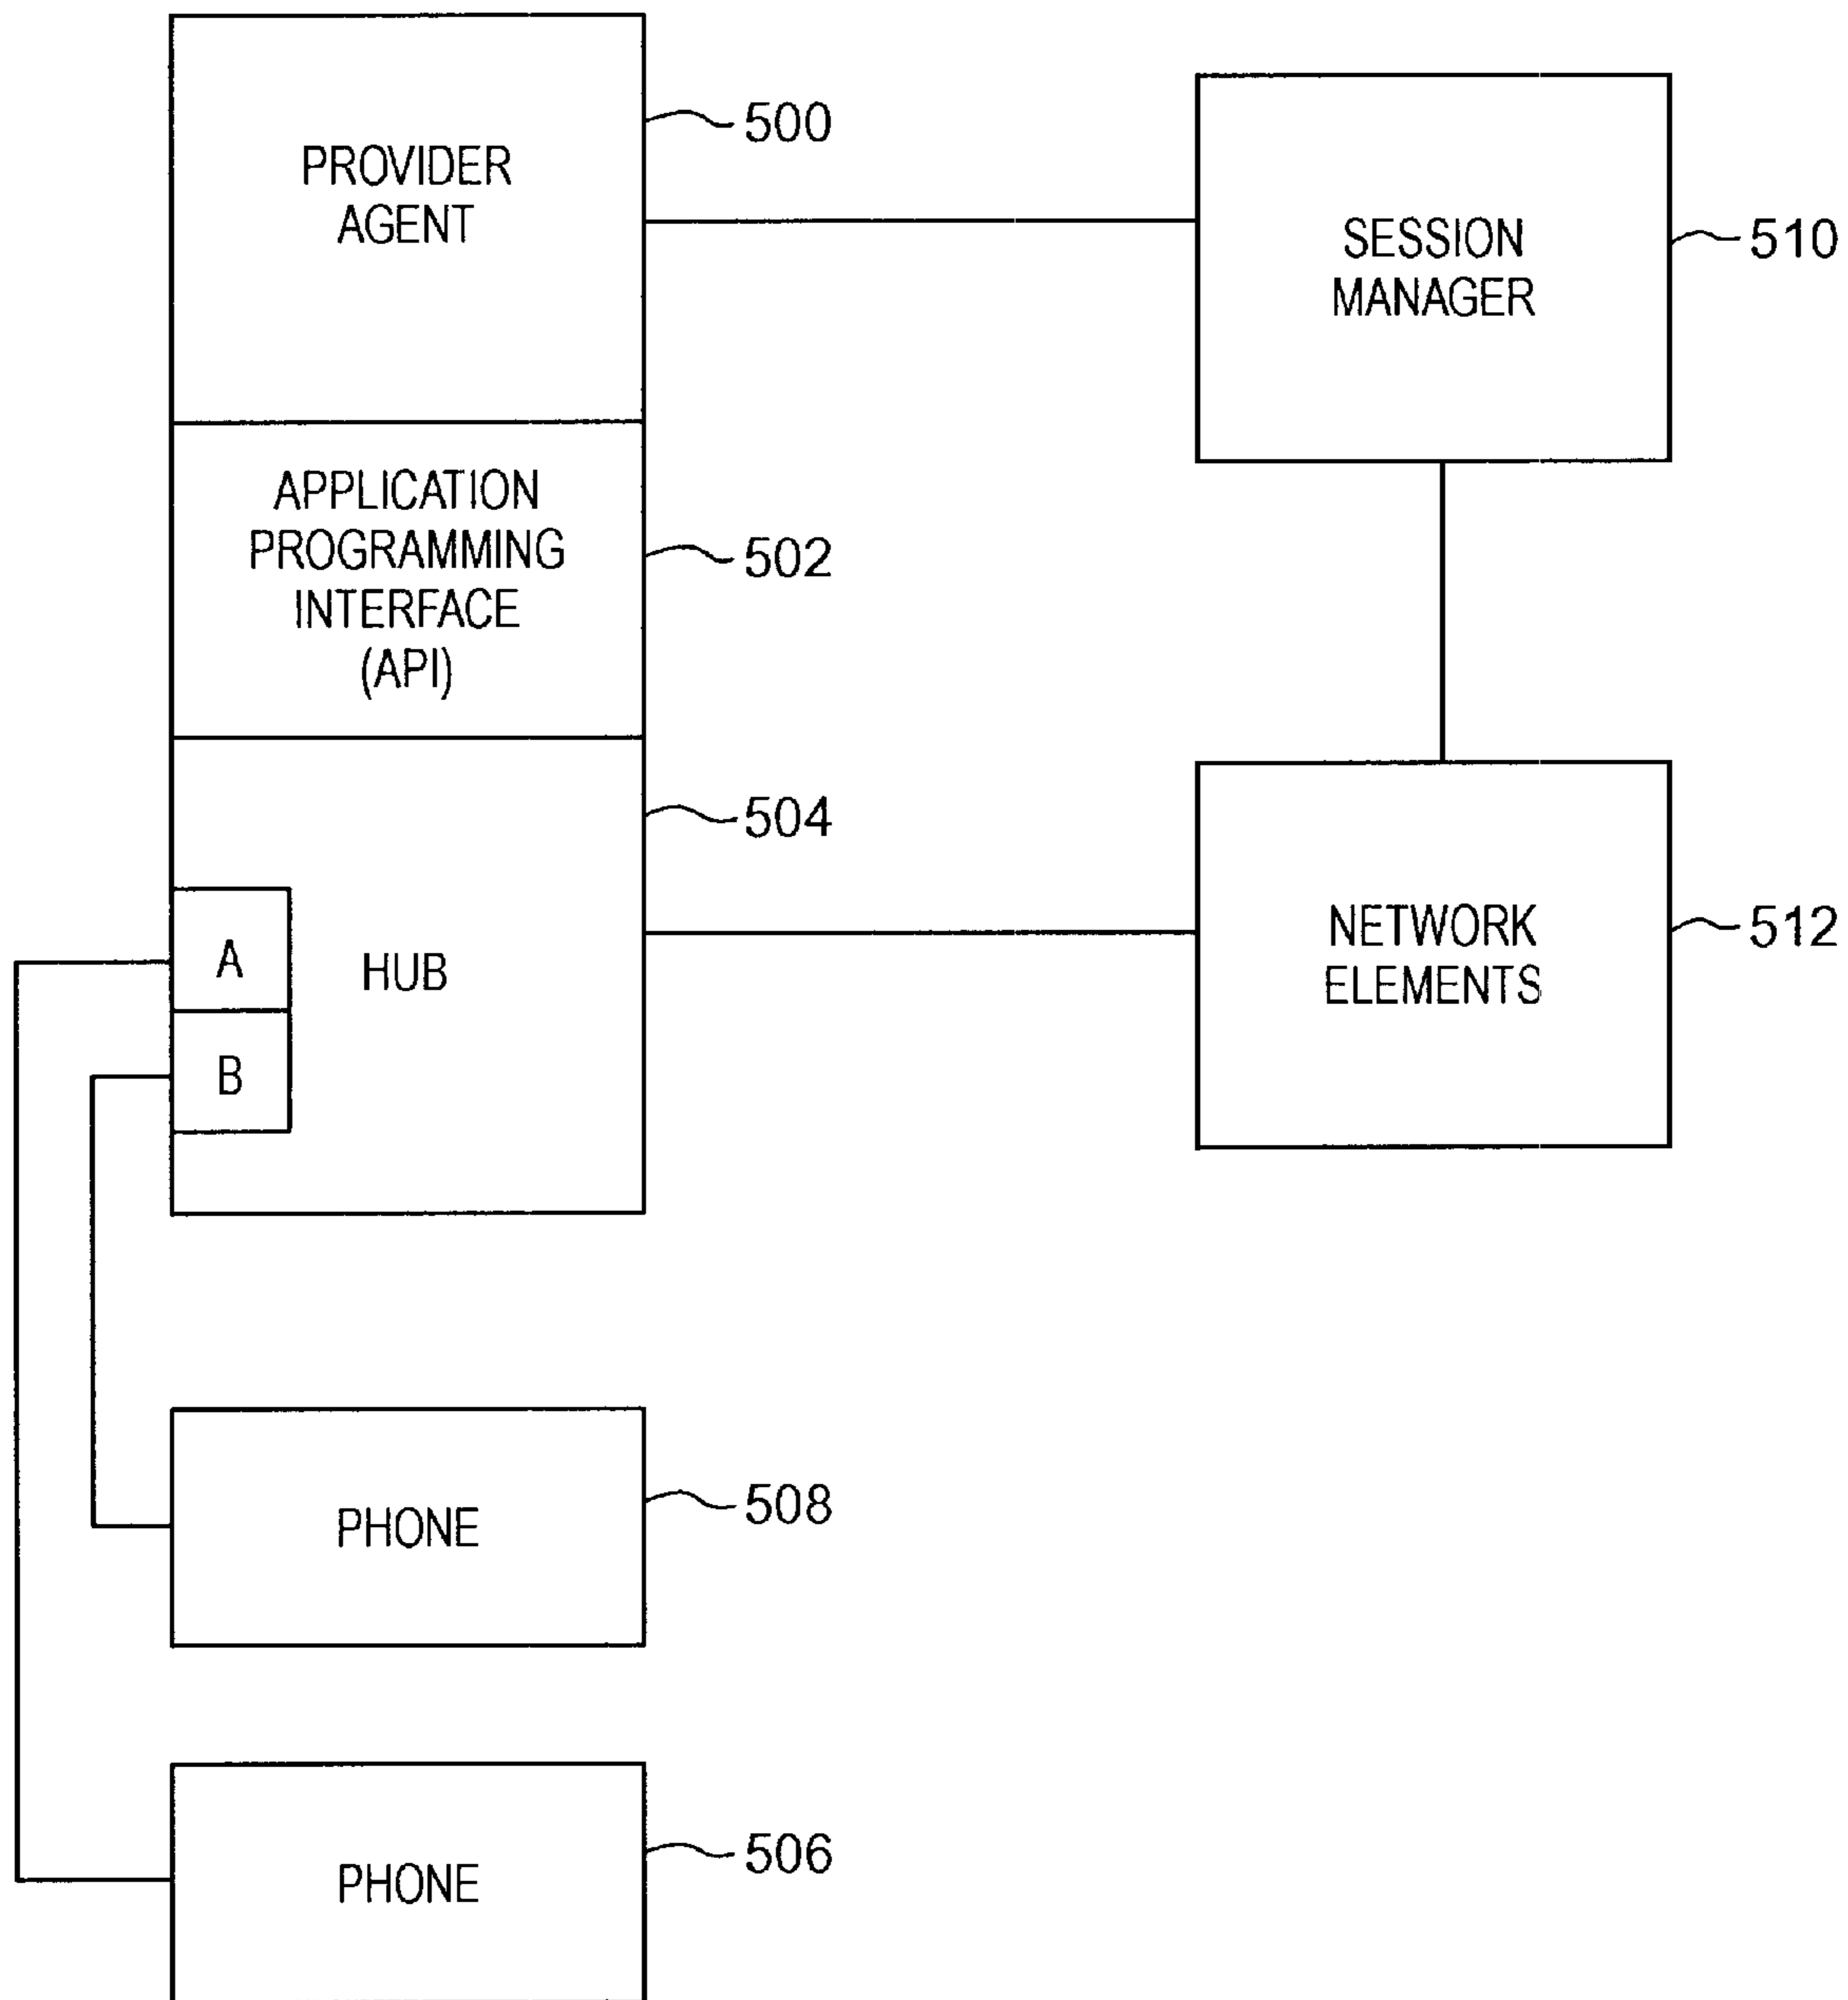 PROVIDER
AGENT
500
SESSION
MANAGER
510
APPLICATION
PROGRAMMING
INTERFACE
(API)
502
504
A
HUB
B
NETWORK
ELEMENTS
512
PHONE
508
PHONE
506